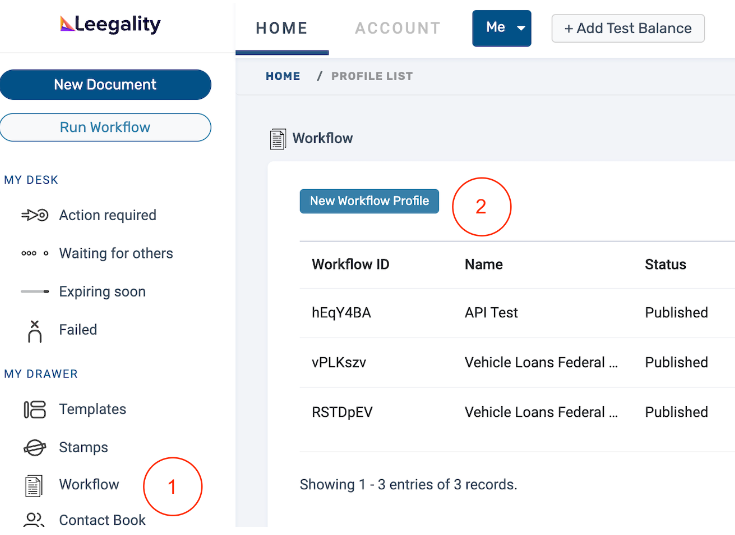 Leegality
HOME ACCOUNT Me + Add Test Balance
HOME / PROFILE LIST
New Document
Run Workflow
MY DESK
Action required
Waiting for others
Expiring soon
Failed
MY DRAWER
Templates
Stamps
Workflow 1
Contact Book
Workflow
New Workflow Profile 2
Workflow ID Name Status
hEqY4BA API Test Published
vPLKszv Vehicle Loans Federal ... Published
RSTDpEV Vehicle Loans Federal ... Published
Showing 1 - 3 entries of 3 records.